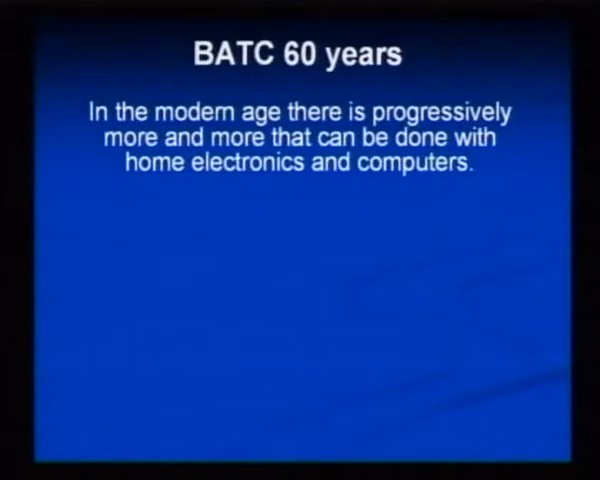 BATC 60 years
In the modern age there is progressively
more and more that can be done with
home electronics and computers.